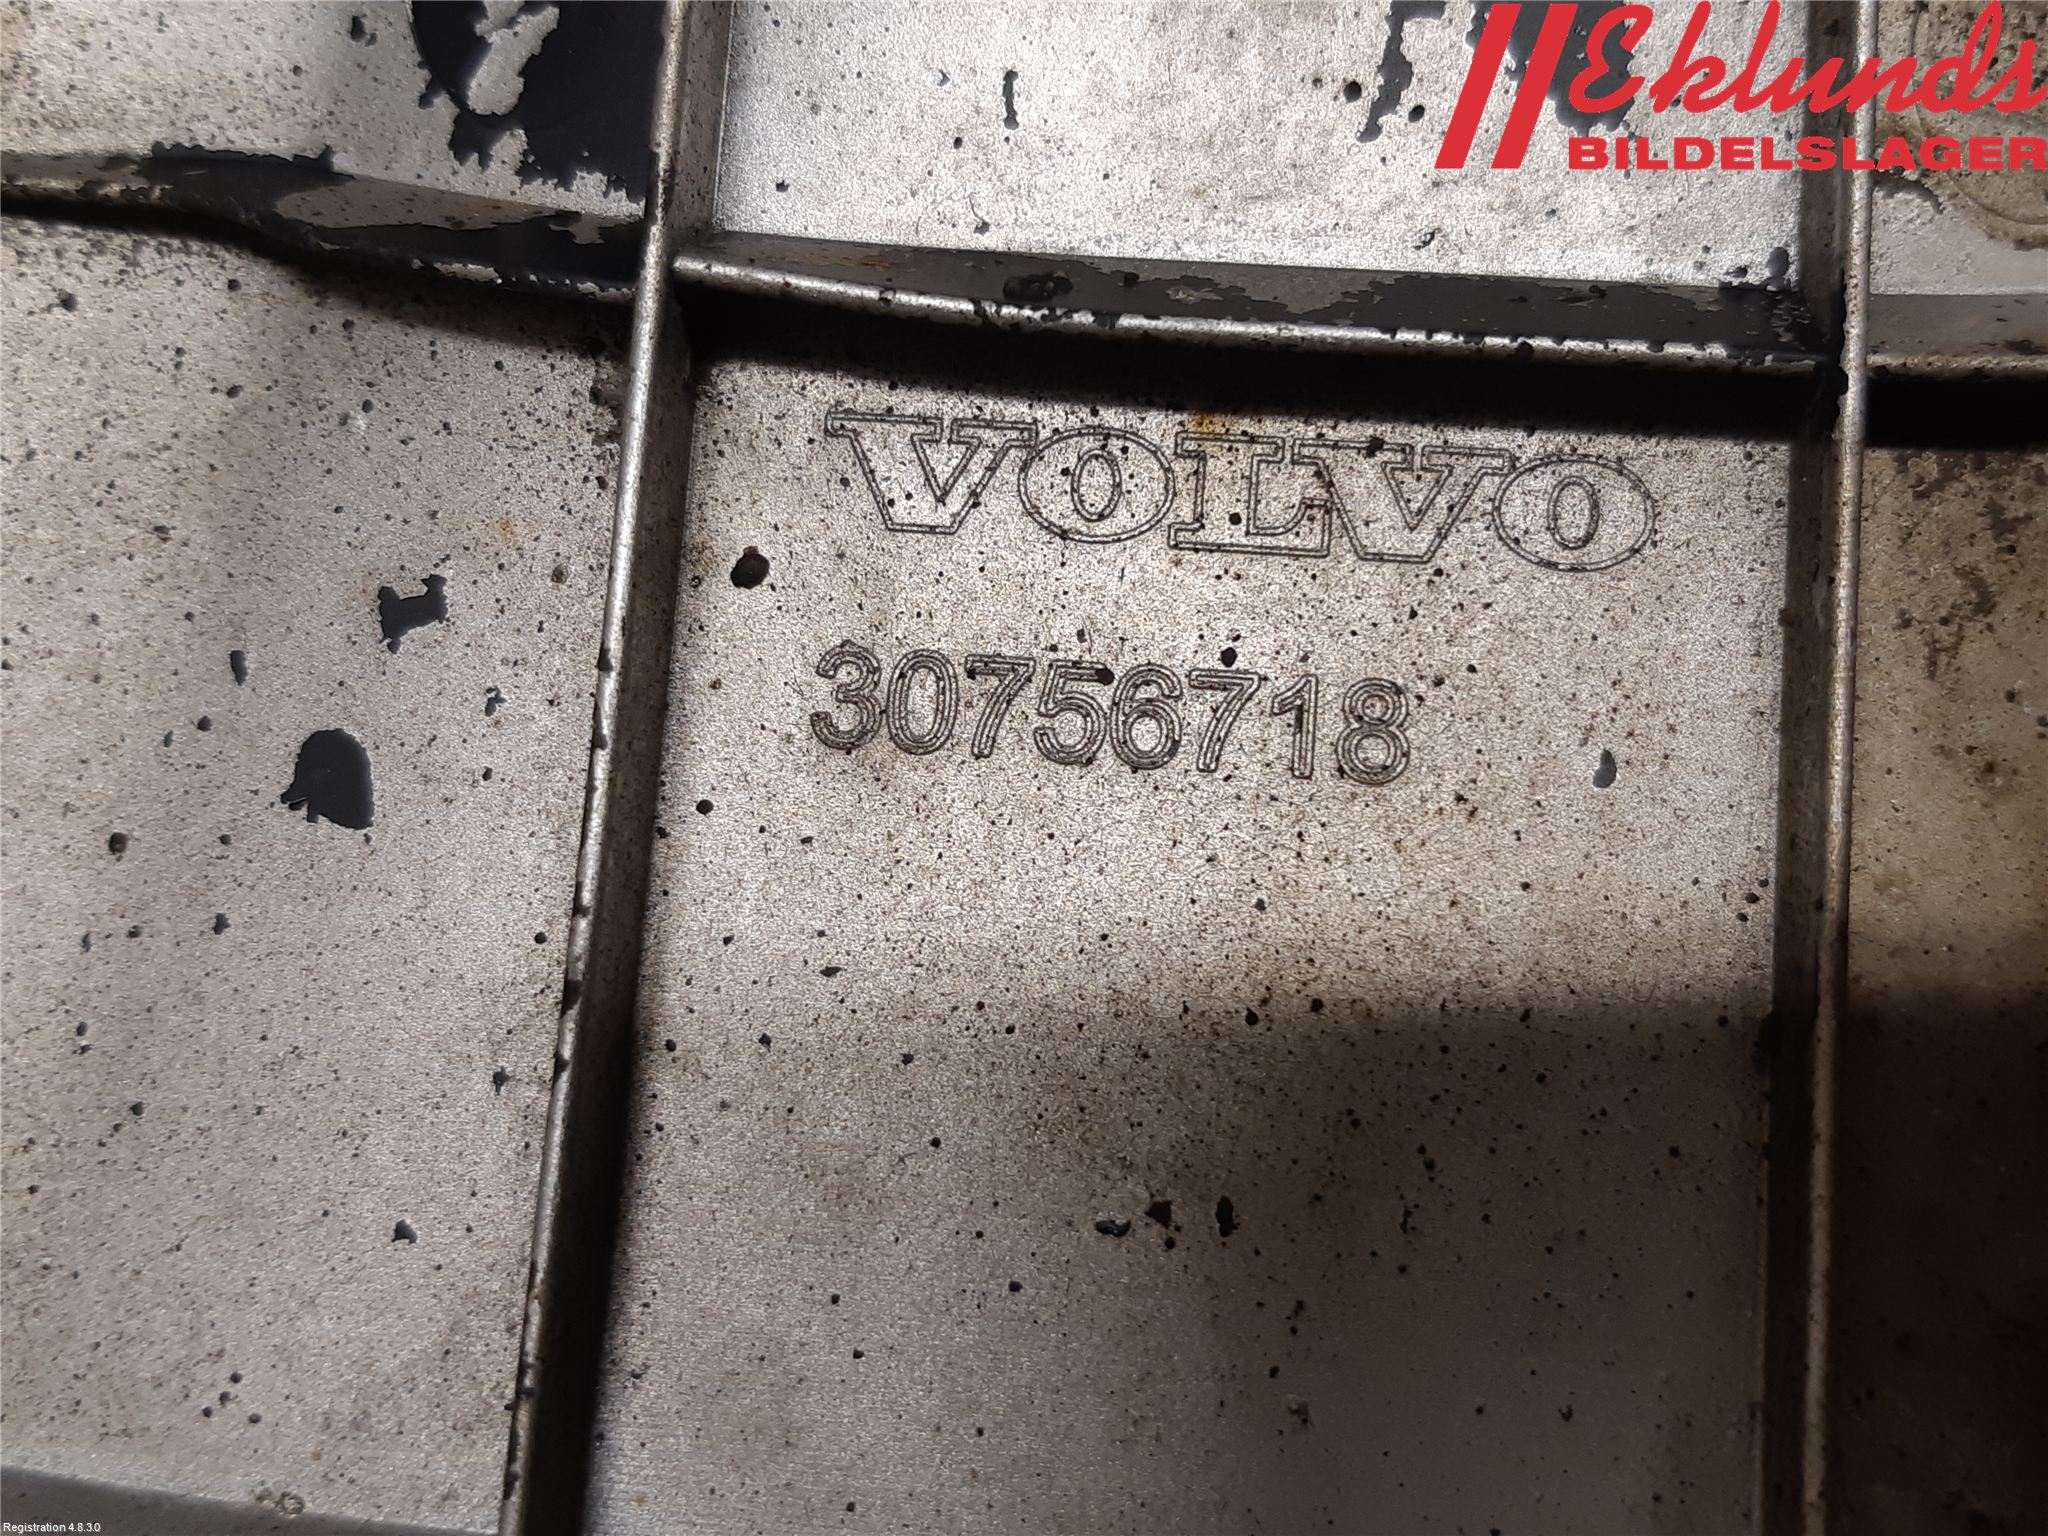 Eklunds
BILDELSLAGER
VOLVO
30756718
Registration 4.8.3.0